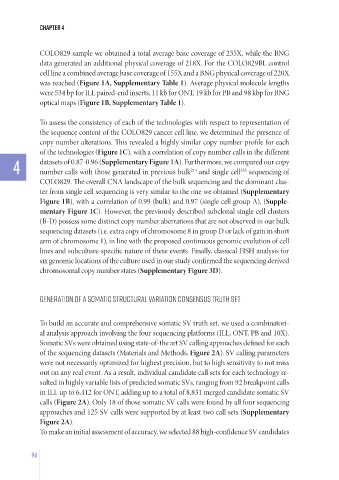 CHAPTER 4
COLO829 sample we obtained a total average base coverage of 235X, while the BNG
data generated an additional physical coverage of 218X. For the COLO829BL control
cell line a combined average base coverage of 155X and a BNG physical coverage of 220X
was reached (Figure 1A, Supplementary Table 1). Average physical molecule lengths
were 534 bp for ILL paired-end inserts, 11 kb for ONT, 19 kb for PB and 98 kbp for BNG
optical maps (Figure 1B, Supplementary Table 1).
To assess the consistency of each of the technologies with respect to representation of
the sequence content of the COLO829 cancer cell line, we determined the presence of
copy number alterations. This revealed a highly similar copy number profile for each
of the technologies (Figure 1C), with a correlation of copy number calls in the different
datasets of 0.87-0.96 (Supplementary Figure 1A). Furthermore, we compared our copy
number calls with those generated in previous bulk and single cell sequencing of
COLO829. The overall CNA landscape of the bulk sequencing and the dominant clus-
ter from single cell sequencing is very similar to the one we obtained (Supplementary
Figure 1B), with a correlation of 0.99 (bulk) and 0.97 (single cell group A). (Supple-
mentary Figure 1C). However, the previously described subclonal single cell clusters
(B-D) possess some distinct copy number aberrations that are not observed in our bulk
sequencing datasets (i.e. extra copy of chromosome 8 in group D or lack of gain in short
arm of chromosome 1), in line with the proposed continuous genomic evolution of cell
lines and subculture-specific nature of these events. Finally, classical FISH analysis for
six genomic locations of the culture used in our study confirmed the sequencing derived
chromosomal copy number states (Supplementary Figure 3D).
4
GENERATION OF A SOMATIC STRUCTURAL VARIATION CONSENSUS TRUTH SET
To build an accurate and comprehensive somatic SV truth set, we used a combinatori-
al analysis approach involving the four sequencing platforms (ILL, ONT, PB and 10X).
Somatic SVs were obtained using state-of-the art SV calling approaches defined for each
of the sequencing datasets (Materials and Methods, Figure 2A). SV calling parameters
were not necessarily optimized for highest precision, but to high sensitivity to not miss
out on any real event. As a result, individual candidate call sets for each technology re-
sulted in highly variable lists of predicted somatic SVs, ranging from 92 breakpoint calls
in ILL up to 6,412 for ONT, adding up to a total of 8,831 merged candidate somatic SV
calls (Figure 2A). Only 18 of those somatic SV calls were found by all four sequencing
approaches and 125 SV calls were supported by at least two call sets (Supplementary
Figure 2A).
To make an initial assessment of accuracy, we selected 88 high-confidence SV candidates
94